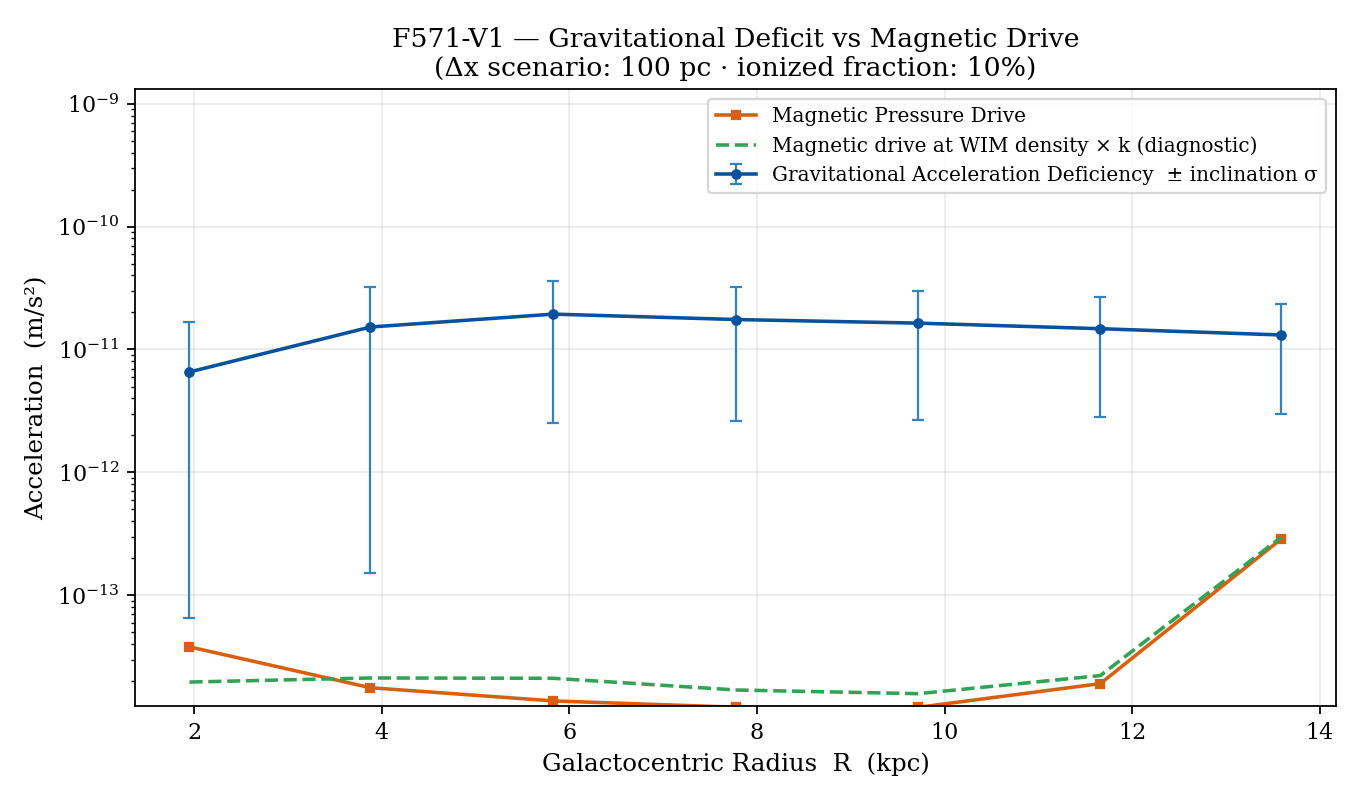 F571-V1 — Gravitational Deficit vs Magnetic Drive
(Δx scenario: 100 pc · ionized fraction: 10%)
Magnetic Pressure Drive
Magnetic drive at WIM density × k (diagnostic)
Gravitational Acceleration Deficiency ± inclination σ
Acceleration (m/s²)
10⁻⁹
10⁻¹⁰
10⁻¹¹
10⁻¹²
10⁻¹³
2 4 6 8 10 12 14
Galactocentric Radius R (kpc)